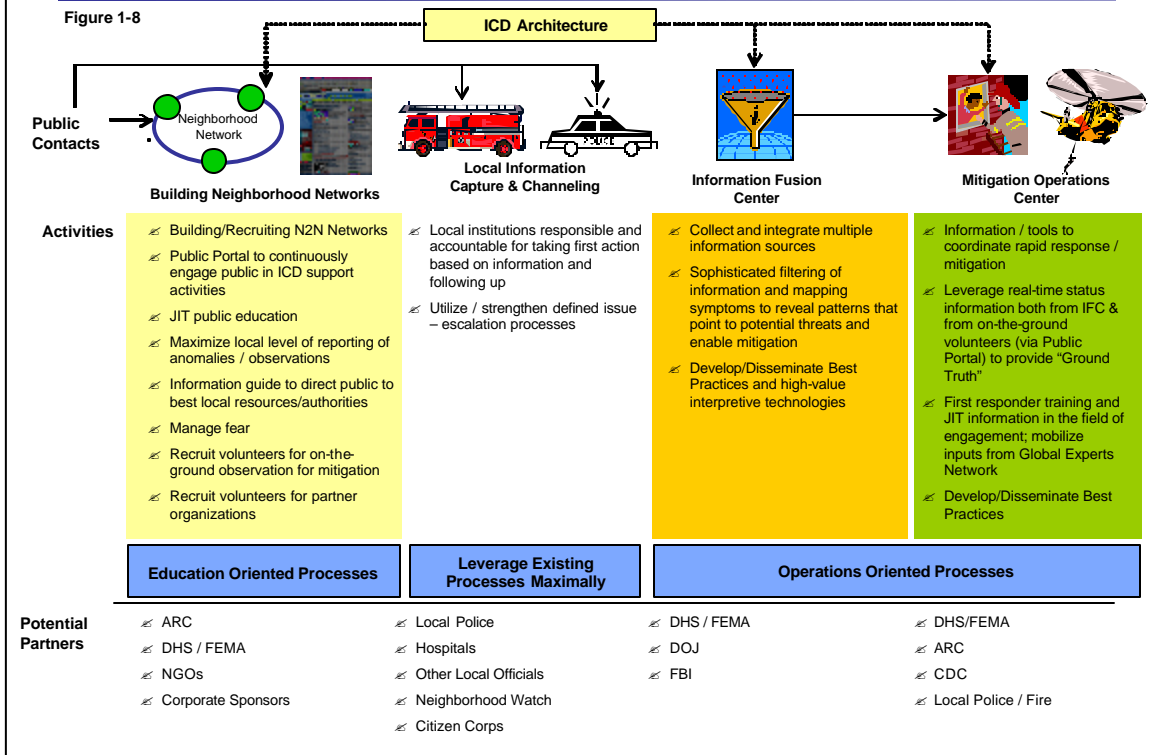 Figure 1-8
ICD Architecture
Public
Contacts
Neighborhood
Network
POLICE
Building Neighborhood Networks
Local Information
Capture & Channeling
Information Fusion
Center
Mitigation Operations
Center
Activities
Building/Recruiting N2N Networks
Public Portal to continuously
engage public in ICD support
activities
JIT public education
Maximize local level of reporting of
anomalies / observations
Information guide to direct public to
best local resources/authorities
Manage fear
Recruit volunteers for on-the-
ground observation for mitigation
Recruit volunteers for partner
organizations
Local institutions responsible and
accountable for taking first action
based on information and
following up
Utilize / strengthen defined issue
– escalation processes
Collect and integrate multiple
information sources
Sophisticated filtering of
information and mapping
symptoms to reveal patterns that
point to potential threats and
enable mitigation
Develop/Disseminate Best
Practices and high-value
interpretive technologies
Information / tools to
coordinate rapid response /
mitigation
Leverage real-time status
information both from IFC &
from on-the-ground
volunteers (via Public
Portal) to provide “Ground
Truth”
First responder training and
JIT information in the field of
engagement; mobilize
inputs from Global Experts
Network
Develop/Disseminate Best
Practices
Education Oriented Processes
Leverage Existing
Processes Maximally
Operations Oriented Processes
Potential
Partners
ARC
DHS / FEMA
NGOs
Corporate Sponsors
Local Police
Hospitals
Other Local Officials
Neighborhood Watch
Citizen Corps
DHS / FEMA
DOJ
FBI
DHS/FEMA
ARC
CDC
Local Police / Fire